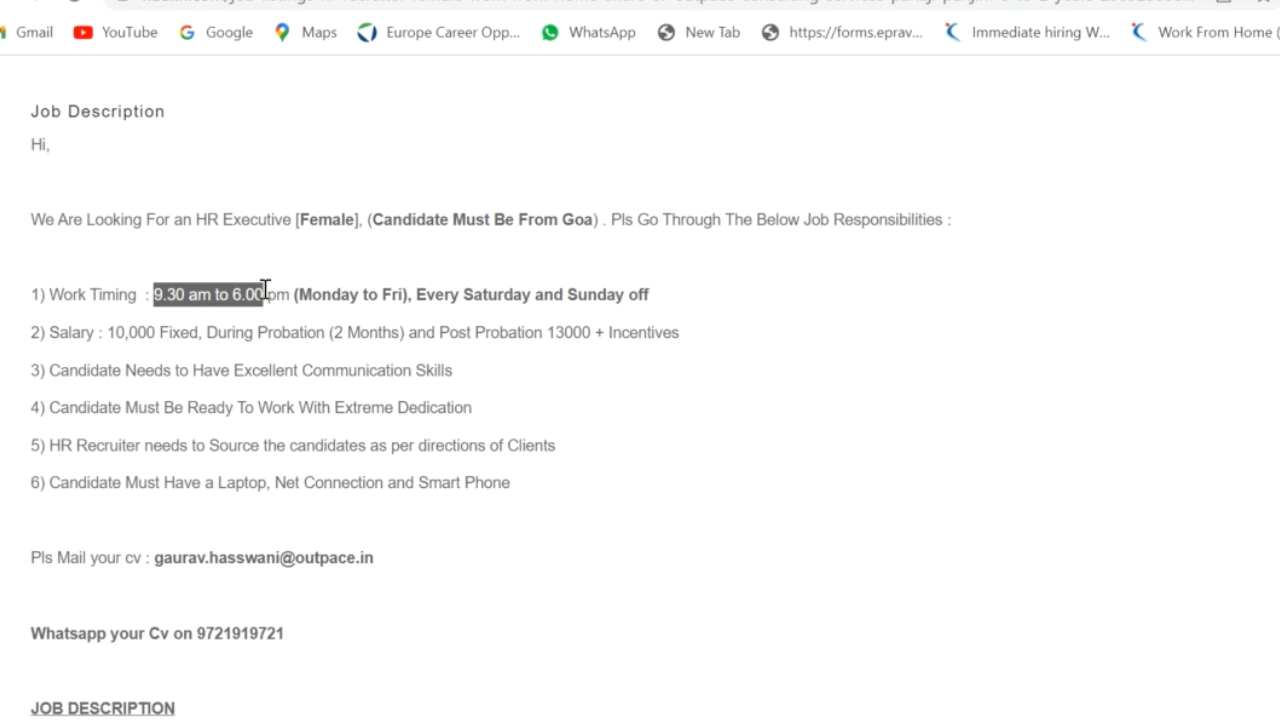 Gmail YouTube Google Maps Europe Career Opp... WhatsApp New Tab https://forms.eprav... Immediate hiring W... Work From Home (
Job Description
Hi,
We Are Looking For an HR Executive [Female], (Candidate Must Be From Goa) . Pls Go Through The Below Job Responsibilities :
1) Work Timing : 9.30 am to 6.00 pm (Monday to Fri), Every Saturday and Sunday off
2) Salary : 10,000 Fixed, During Probation (2 Months) and Post Probation 13000 + Incentives
3) Candidate Needs to Have Excellent Communication Skills
4) Candidate Must Be Ready To Work With Extreme Dedication
5) HR Recruiter needs to Source the candidates as per directions of Clients
6) Candidate Must Have a Laptop, Net Connection and Smart Phone
Pls Mail your cv : gaurav.hasswani@outpace.in
Whatsapp your Cv on 9721919721
JOB DESCRIPTION